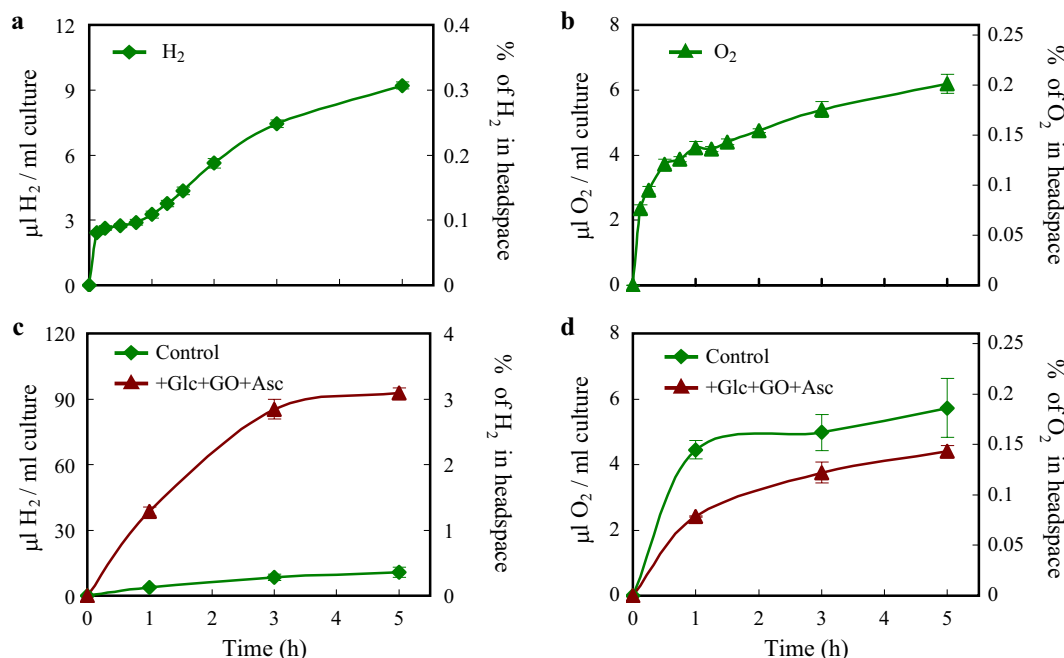 a
H2
12
9
6
3
0
µl H2 / ml culture
0.4
0.3
0.2
0.1
0
% of H2 in headspace
b
O2
8
6
4
2
0
µl O2 / ml culture
0.25
0.2
0.15
0.1
0.05
0
% of O2 in headspace
c
Control
+Glc+GO+Asc
120
90
60
30
0
µl H2 / ml culture
4
3
2
1
0
% of H2 in headspace
0 1 2 3 4 5
Time (h)
d
Control
+Glc+GO+Asc
8
6
4
2
0
µl O2 / ml culture
0.25
0.2
0.15
0.1
0.05
0
% of O2 in headspace
0 1 2 3 4 5
Time (h)